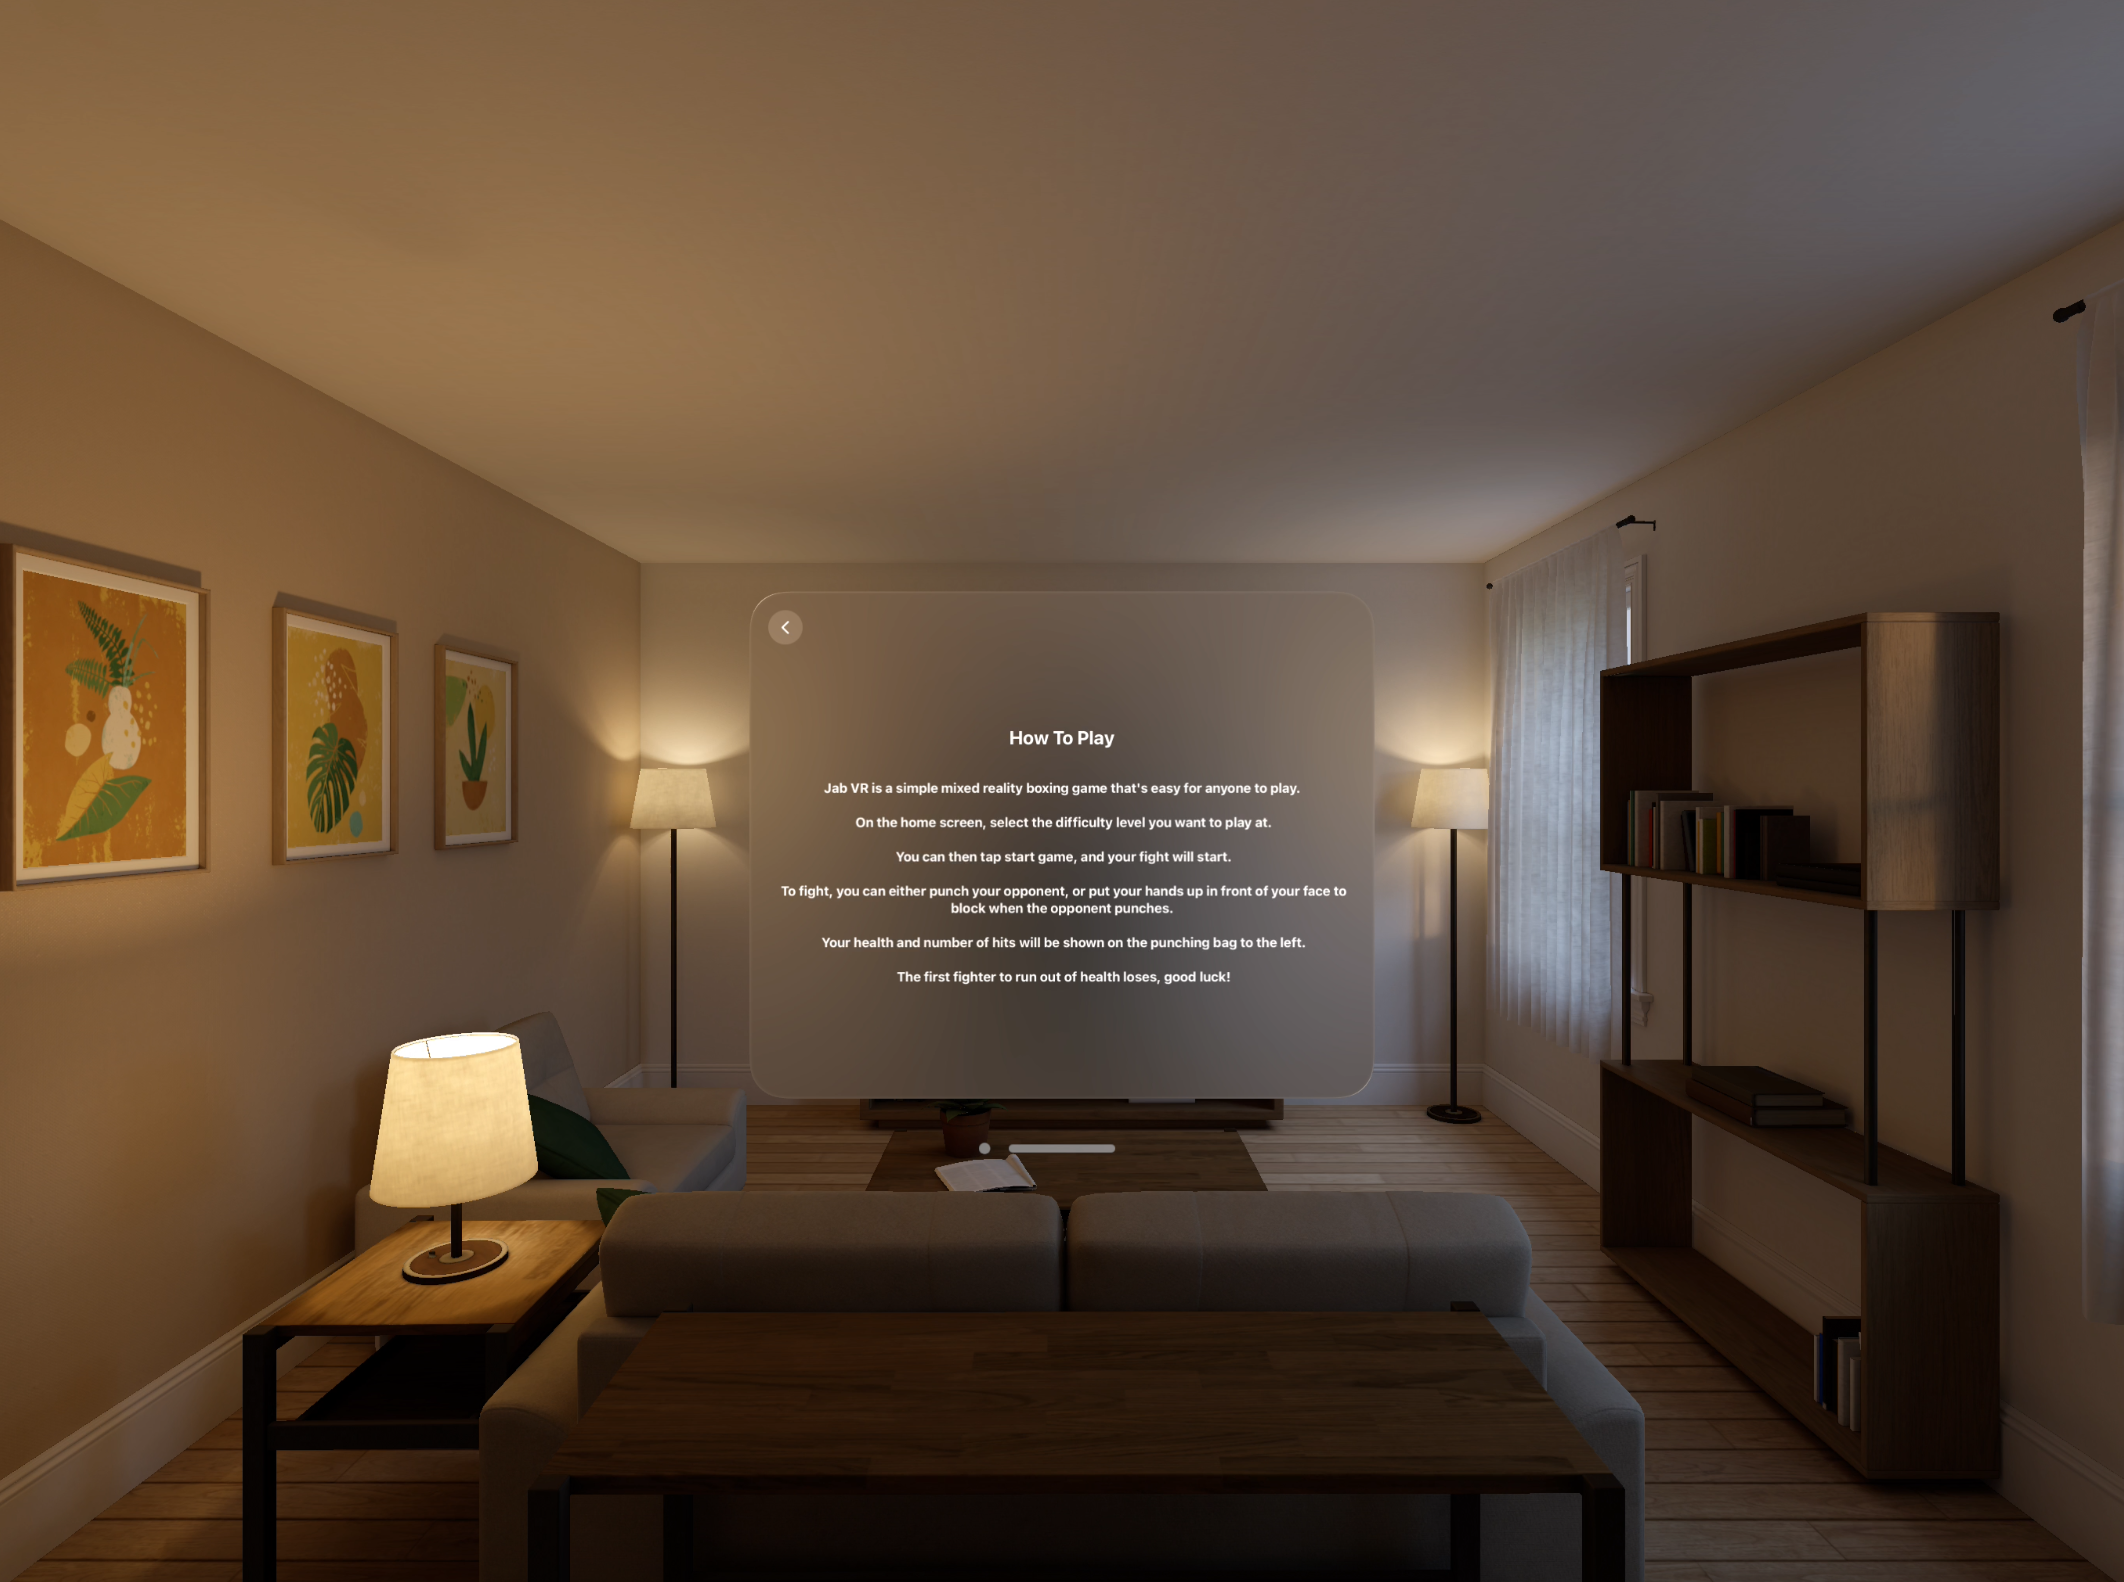 How To Play
Jab VR is a simple mixed reality boxing game that's easy for anyone to play.
On the home screen, select the difficulty level you want to play at.
You can then tap start game, and your fight will start.
To fight, you can either punch your opponent, or put your hands up in front of your face to
block when the opponent punches.
Your health and number of hits will be shown on the punching bag to the left.
The first fighter to run out of health loses, good luck!